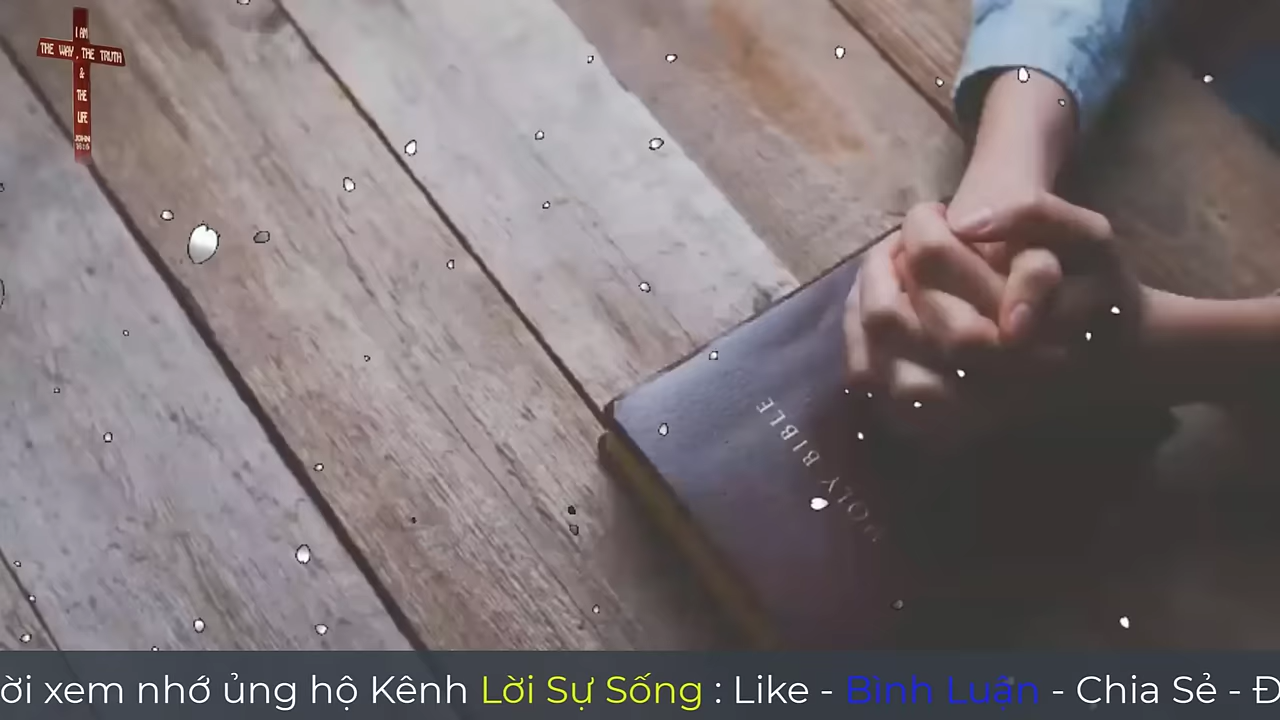 I AM
THE WAY , THE TRUTH
&
THE
LIFE
JOHN
HOLY BIBLE
ời xem nhớ ủng hộ Kênh Lời Sự Sống : Like - Bình Luận - Chia Sẻ - Đ